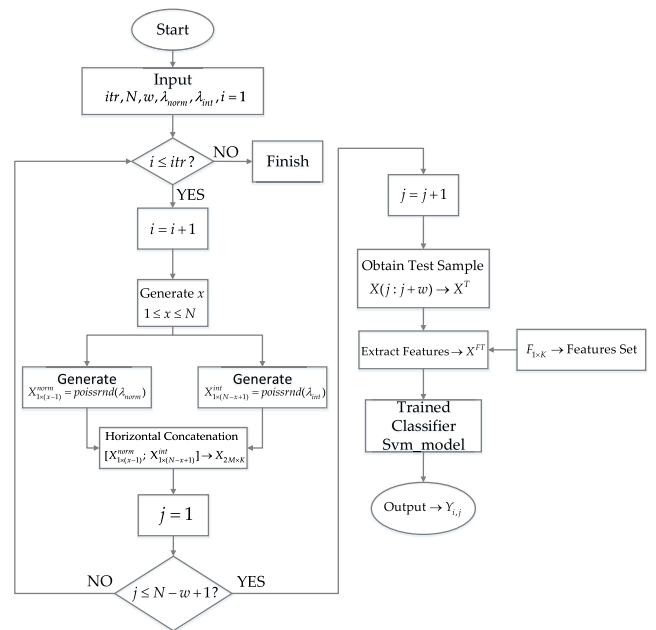 Start
Input
itr, N, w, λ_norm, λ_int, i = 1
i ≤ itr ?
NO
Finish
YES
i = i + 1
Generate x
1 ≤ x ≤ N
Generate
X^norm_1×(x−1) = poissrnd(λ_norm)
Generate
X^int_1×(N−x+1) = poissrnd(λ_int)
Horizontal Concatenation
[X^norm_1×(x−1); X^int_1×(N−x+1)] → X_2M×K
j = 1
NO
j ≤ N − w + 1?
YES
j = j + 1
Obtain Test Sample
X(j : j + w) → X^T
Extract Features → X^FT
F_1×K → Features Set
Trained
Classifier
Svm_model
Output → Y_i,j